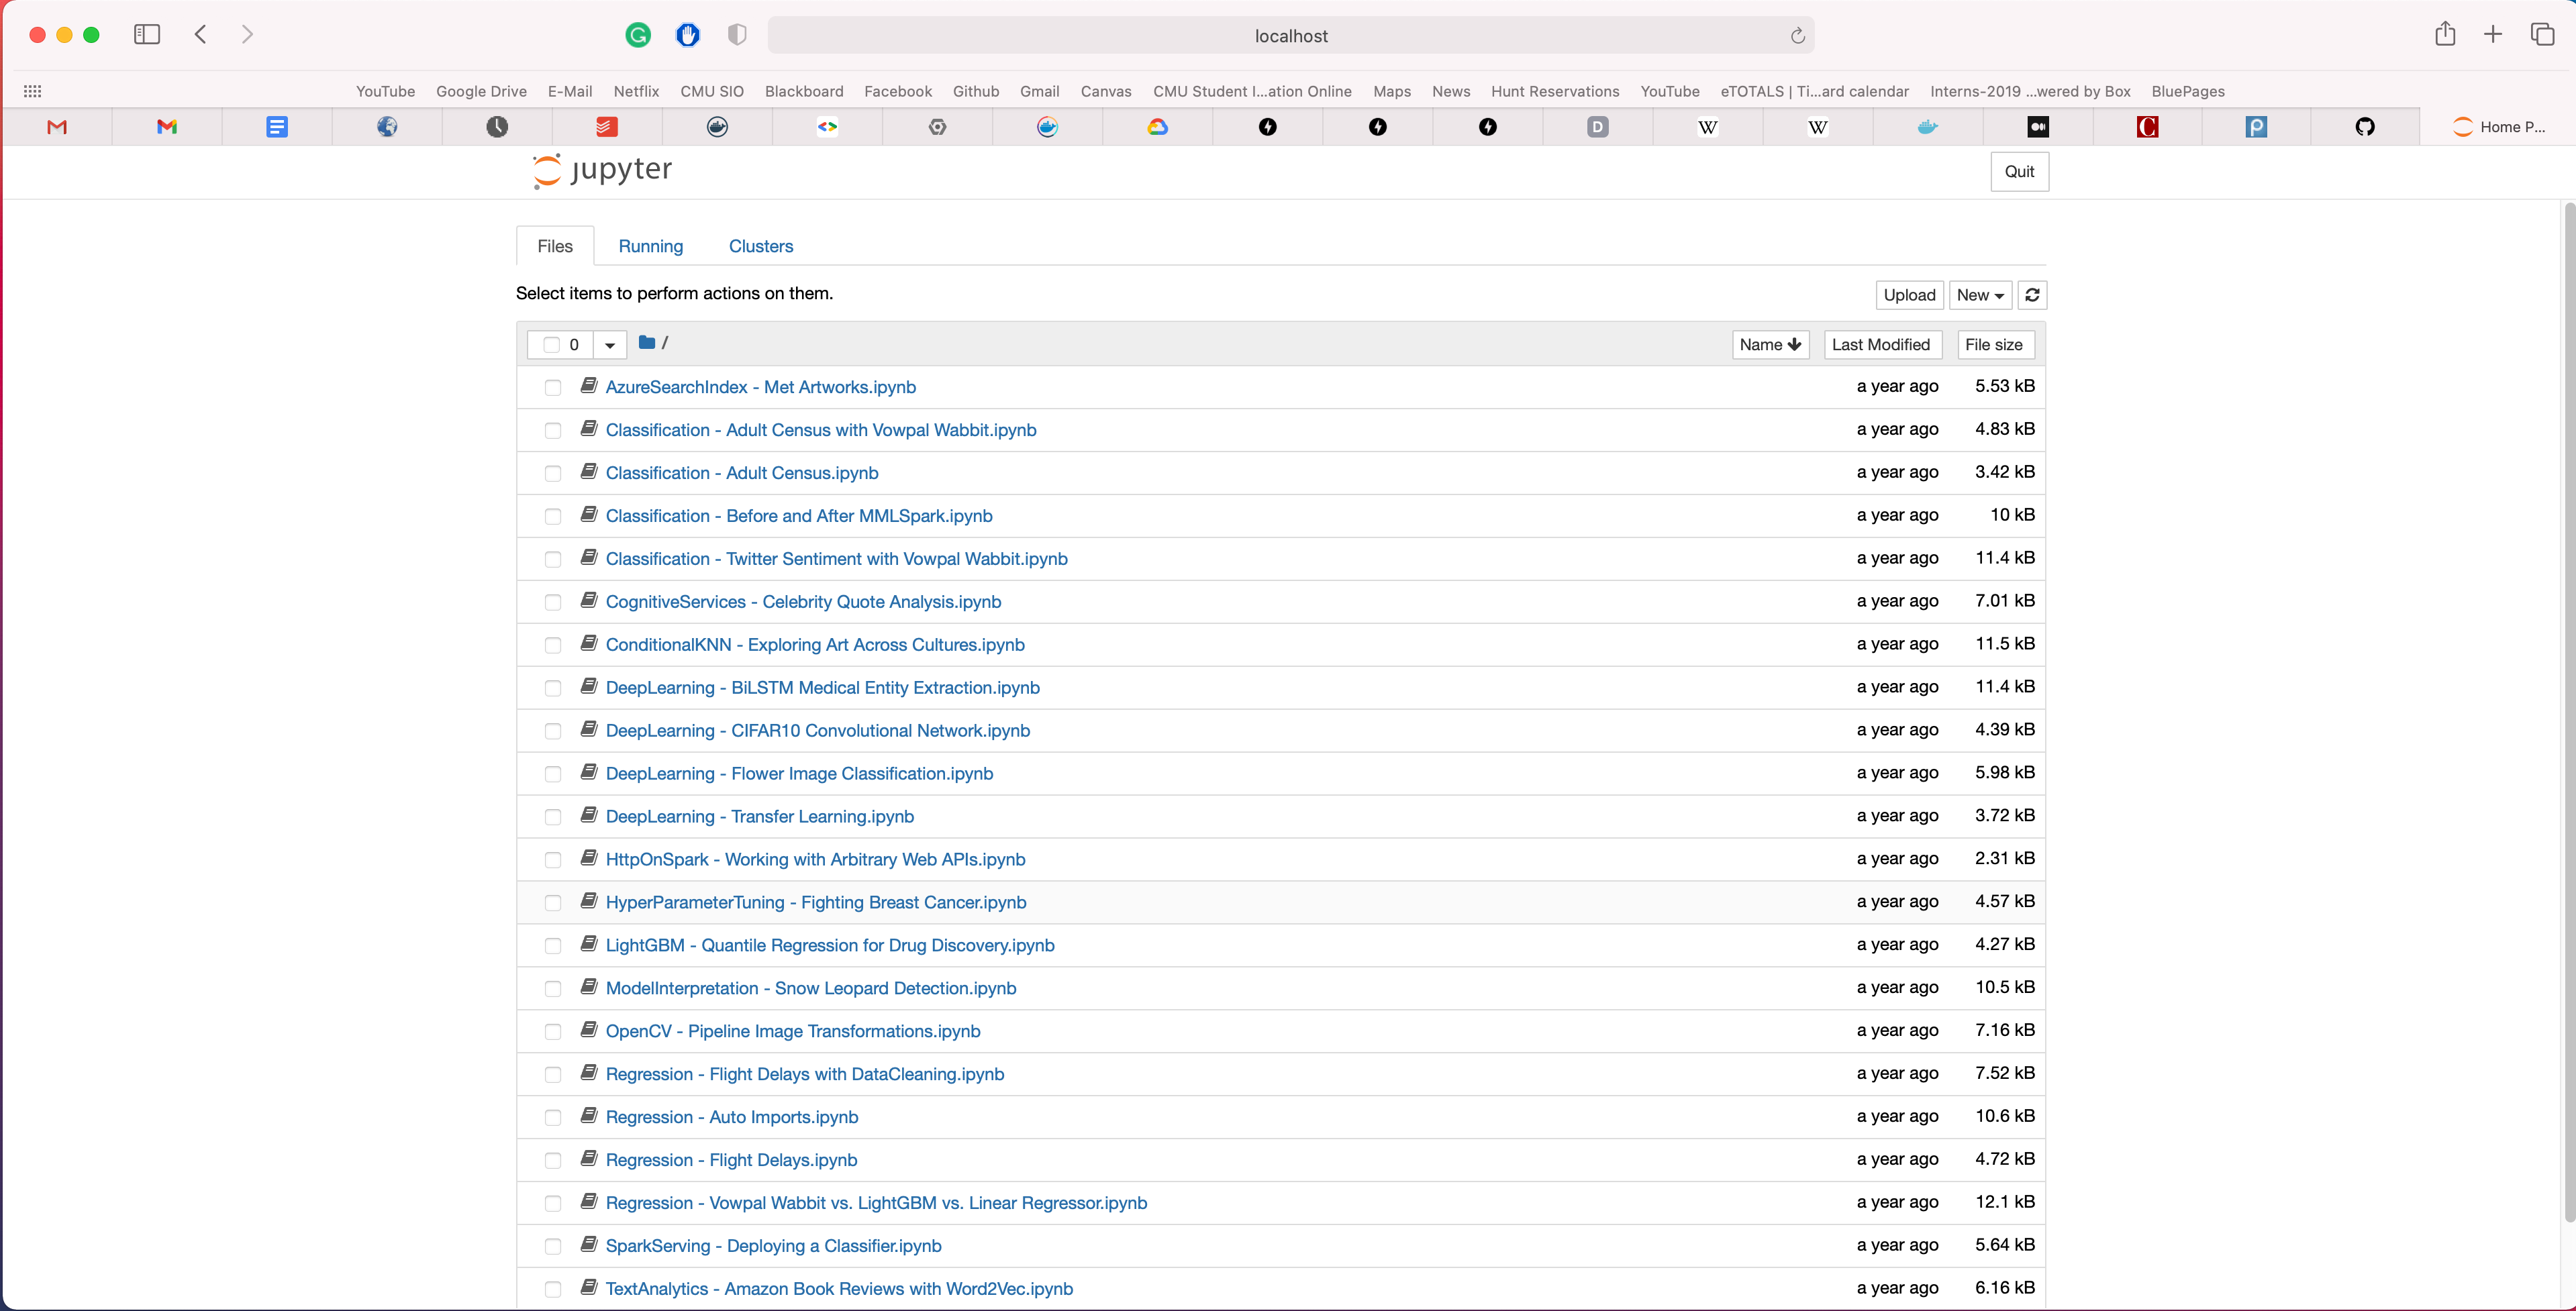 localhost
YouTube Google Drive E-Mail Netflix CMU SIO Blackboard Facebook Github Gmail Canvas CMU Student I...ation Online Maps News Hunt Reservations YouTube eTOTALS | Ti...ard calendar Interns-2019 ...wered by Box BluePages
G D W W C P Home P...
jupyter Quit
Files Running Clusters
Select items to perform actions on them. Upload New
0 / Name Last Modified File size
AzureSearchIndex - Met Artworks.ipynb a year ago 5.53 kB
Classification - Adult Census with Vowpal Wabbit.ipynb a year ago 4.83 kB
Classification - Adult Census.ipynb a year ago 3.42 kB
Classification - Before and After MMLSpark.ipynb a year ago 10 kB
Classification - Twitter Sentiment with Vowpal Wabbit.ipynb a year ago 11.4 kB
CognitiveServices - Celebrity Quote Analysis.ipynb a year ago 7.01 kB
ConditionalKNN - Exploring Art Across Cultures.ipynb a year ago 11.5 kB
DeepLearning - BiLSTM Medical Entity Extraction.ipynb a year ago 11.4 kB
DeepLearning - CIFAR10 Convolutional Network.ipynb a year ago 4.39 kB
DeepLearning - Flower Image Classification.ipynb a year ago 5.98 kB
DeepLearning - Transfer Learning.ipynb a year ago 3.72 kB
HttpOnSpark - Working with Arbitrary Web APIs.ipynb a year ago 2.31 kB
HyperParameterTuning - Fighting Breast Cancer.ipynb a year ago 4.57 kB
LightGBM - Quantile Regression for Drug Discovery.ipynb a year ago 4.27 kB
ModelInterpretation - Snow Leopard Detection.ipynb a year ago 10.5 kB
OpenCV - Pipeline Image Transformations.ipynb a year ago 7.16 kB
Regression - Flight Delays with DataCleaning.ipynb a year ago 7.52 kB
Regression - Auto Imports.ipynb a year ago 10.6 kB
Regression - Flight Delays.ipynb a year ago 4.72 kB
Regression - Vowpal Wabbit vs. LightGBM vs. Linear Regressor.ipynb a year ago 12.1 kB
SparkServing - Deploying a Classifier.ipynb a year ago 5.64 kB
TextAnalytics - Amazon Book Reviews with Word2Vec.ipynb a year ago 6.16 kB